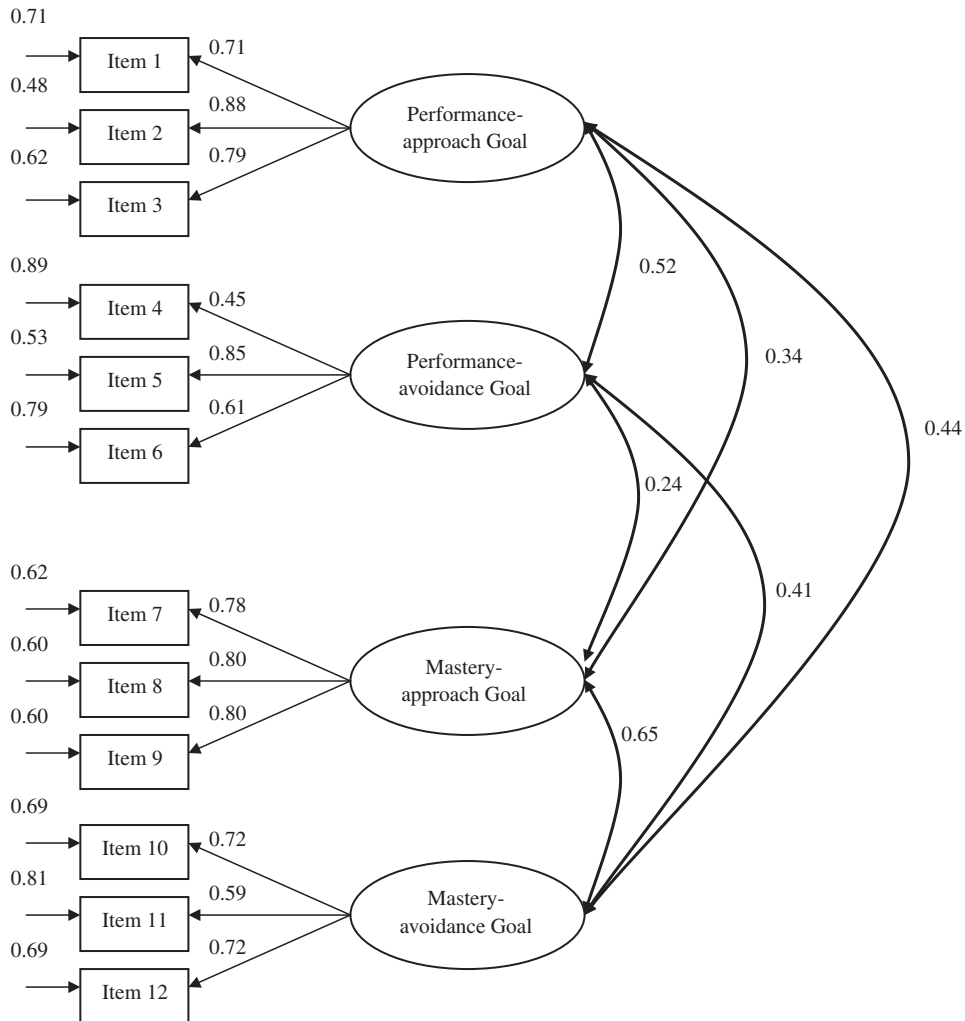 0.71
Item 1
0.71
0.48
Item 2
0.88
0.62
Item 3
0.79
Performance-
approach Goal
0.52
0.34
0.44
0.89
Item 4
0.45
0.53
Item 5
0.85
0.79
Item 6
0.61
Performance-
avoidance Goal
0.24
0.41
0.62
Item 7
0.78
0.60
Item 8
0.80
0.60
Item 9
0.80
Mastery-
approach Goal
0.65
0.69
Item 10
0.72
0.81
Item 11
0.59
0.69
Item 12
0.72
Mastery-
avoidance Goal